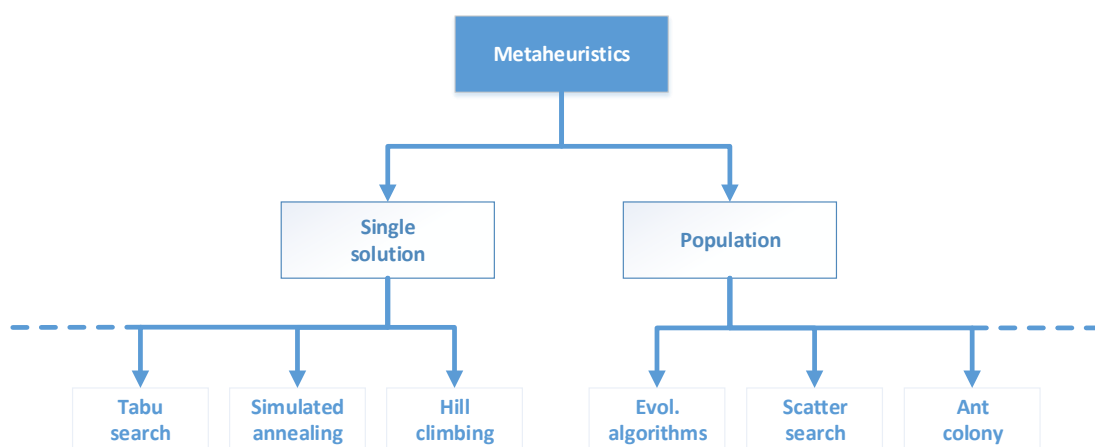 Metaheuristics
Single
solution
Population
Tabu
search
Simulated
annealing
Hill
climbing
Evol.
algorithms
Scatter
search
Ant
colony